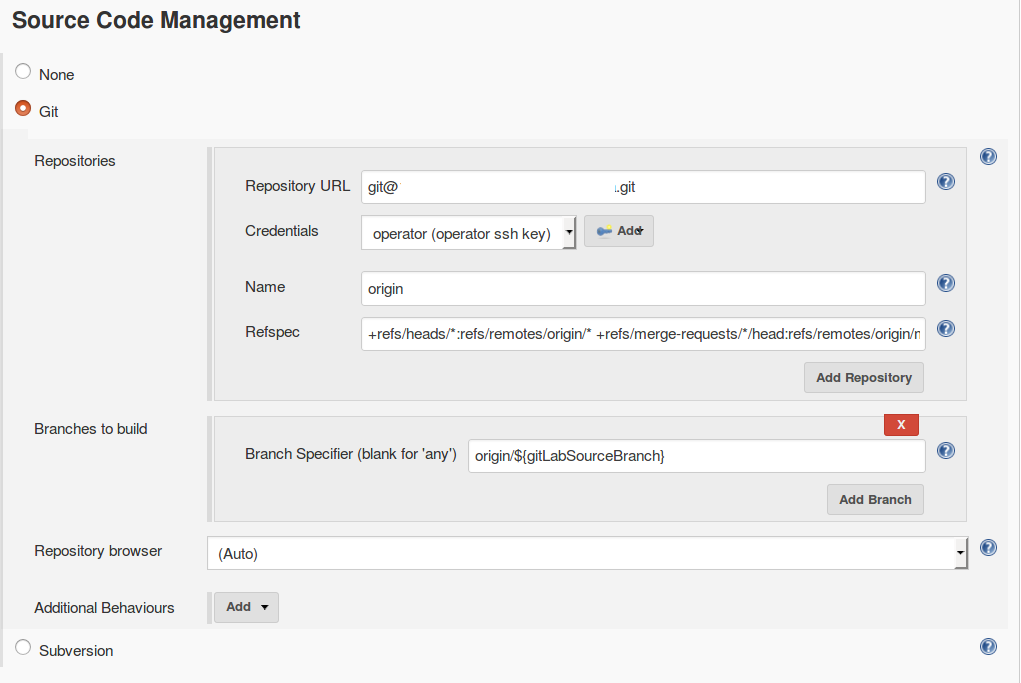 Source Code Management
None
Git
Repositories
Repository URL git@ .git
Credentials operator (operator ssh key) Add
Name origin
Refspec +refs/heads/*:refs/remotes/origin/* +refs/merge-requests/*/head:refs/remotes/origin/
Add Repository
Branches to build
X
Branch Specifier (blank for 'any') origin/${gitLabSourceBranch}
Add Branch
Repository browser (Auto)
Additional Behaviours Add
Subversion